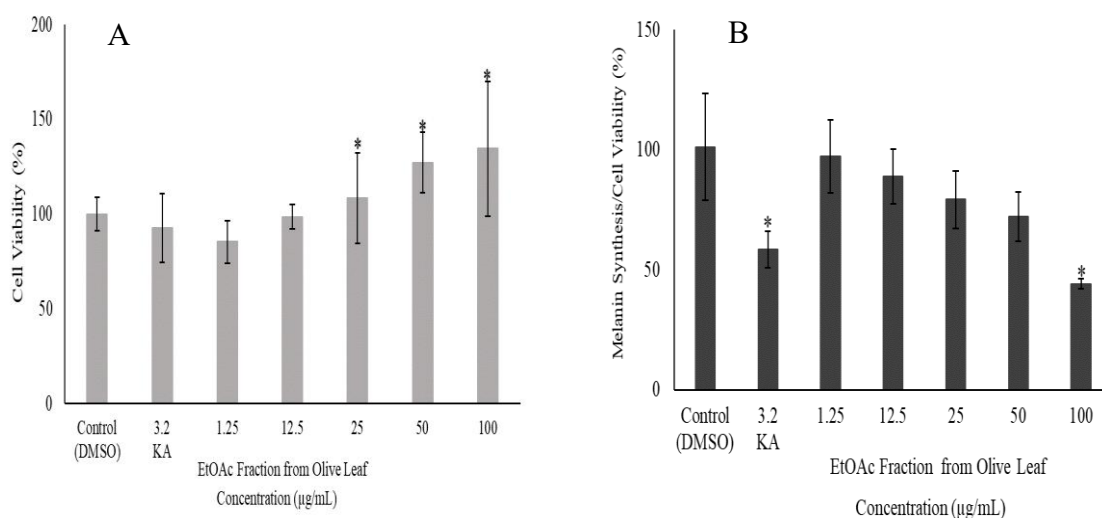 A
200
150
100
50
0
Cell Viability (%)
*
*
*
Control 3.2 1.25 12.5 25 50 100
(DMSO) KA
EtOAc Fraction from Olive Leaf
Concentration (µg/mL)
B
150
100
50
0
Melanin Synthesis/Cell Viability (%)
*
*
Control 3.2 1.25 12.5 25 50 100
(DMSO) KA
EtOAc Fraction from Olive Leaf
Concentration (µg/mL)